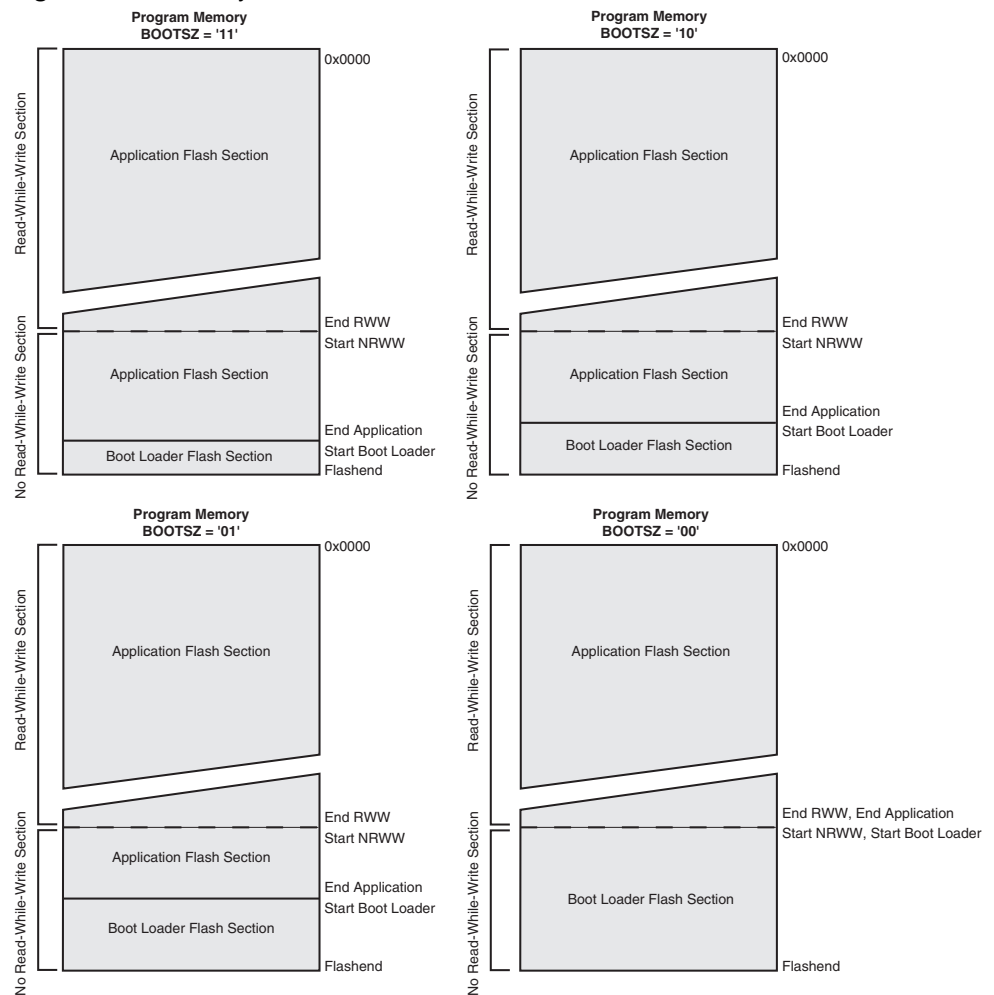 Program Memory
BOOTSZ = '11'
0x0000
Read-While-Write Section
Application Flash Section
End RWW
Start NRWW
No Read-While-Write Section
Application Flash Section
End Application
Start Boot Loader
Boot Loader Flash Section
Flashend
Program Memory
BOOTSZ = '10'
0x0000
Read-While-Write Section
Application Flash Section
End RWW
Start NRWW
No Read-While-Write Section
Application Flash Section
End Application
Start Boot Loader
Boot Loader Flash Section
Flashend
Program Memory
BOOTSZ = '01'
0x0000
Read-While-Write Section
Application Flash Section
End RWW
Start NRWW
No Read-While-Write Section
Application Flash Section
End Application
Start Boot Loader
Boot Loader Flash Section
Flashend
Program Memory
BOOTSZ = '00'
0x0000
Read-While-Write Section
Application Flash Section
End RWW, End Application
Start NRWW, Start Boot Loader
No Read-While-Write Section
Boot Loader Flash Section
Flashend